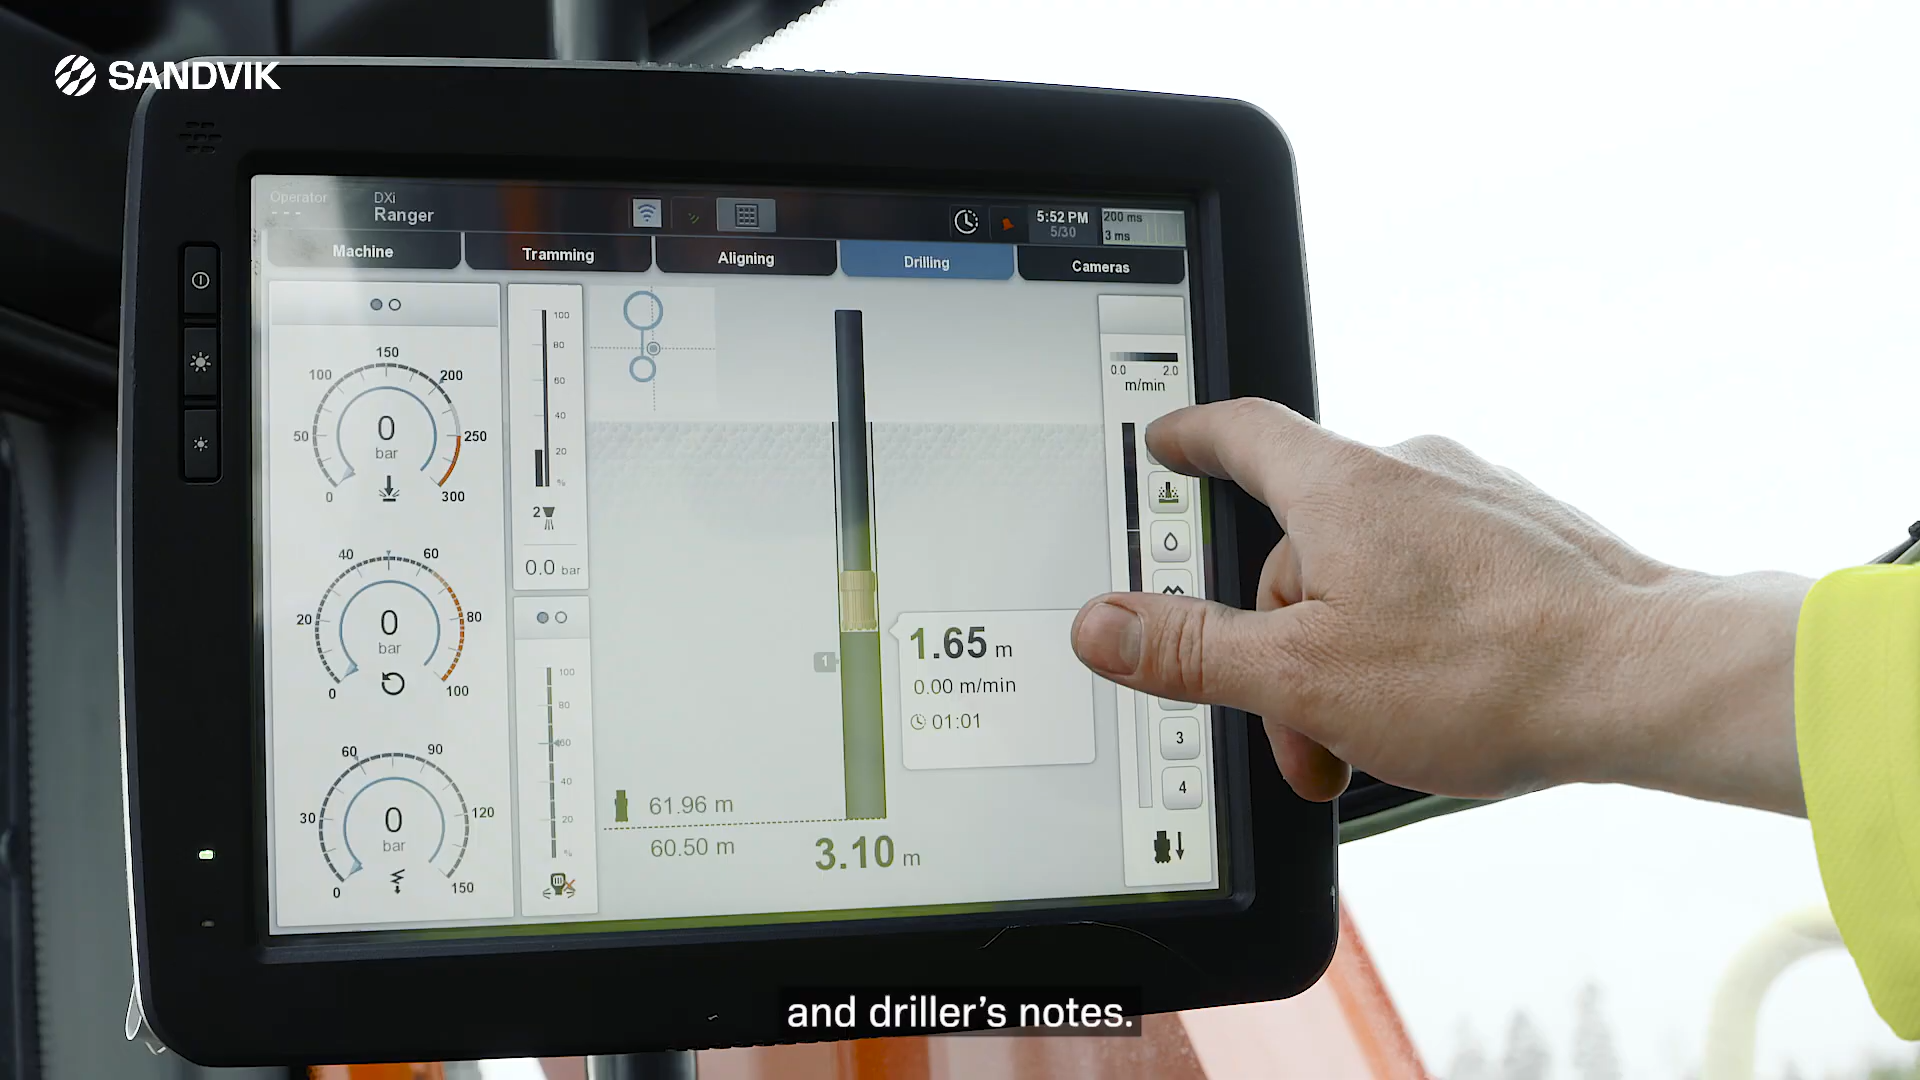 SANDVIK
Operator
---
DXi
Ranger
5:52 PM
5/30
200 ms
3 ms
Machine
Tramming
Aligning
Drilling
Cameras
0
50
100
150
200
250
300
0
bar
0
20
40
60
80
100
0
bar
0
30
60
90
120
150
0
bar
100
80
60
40
20
%
2
0.0 bar
100
80
60
40
20
%
1
1.65 m
0.00 m/min
01:01
61.96 m
60.50 m
3.10 m
0.0 2.0
m/min
3
4
and driller's notes.